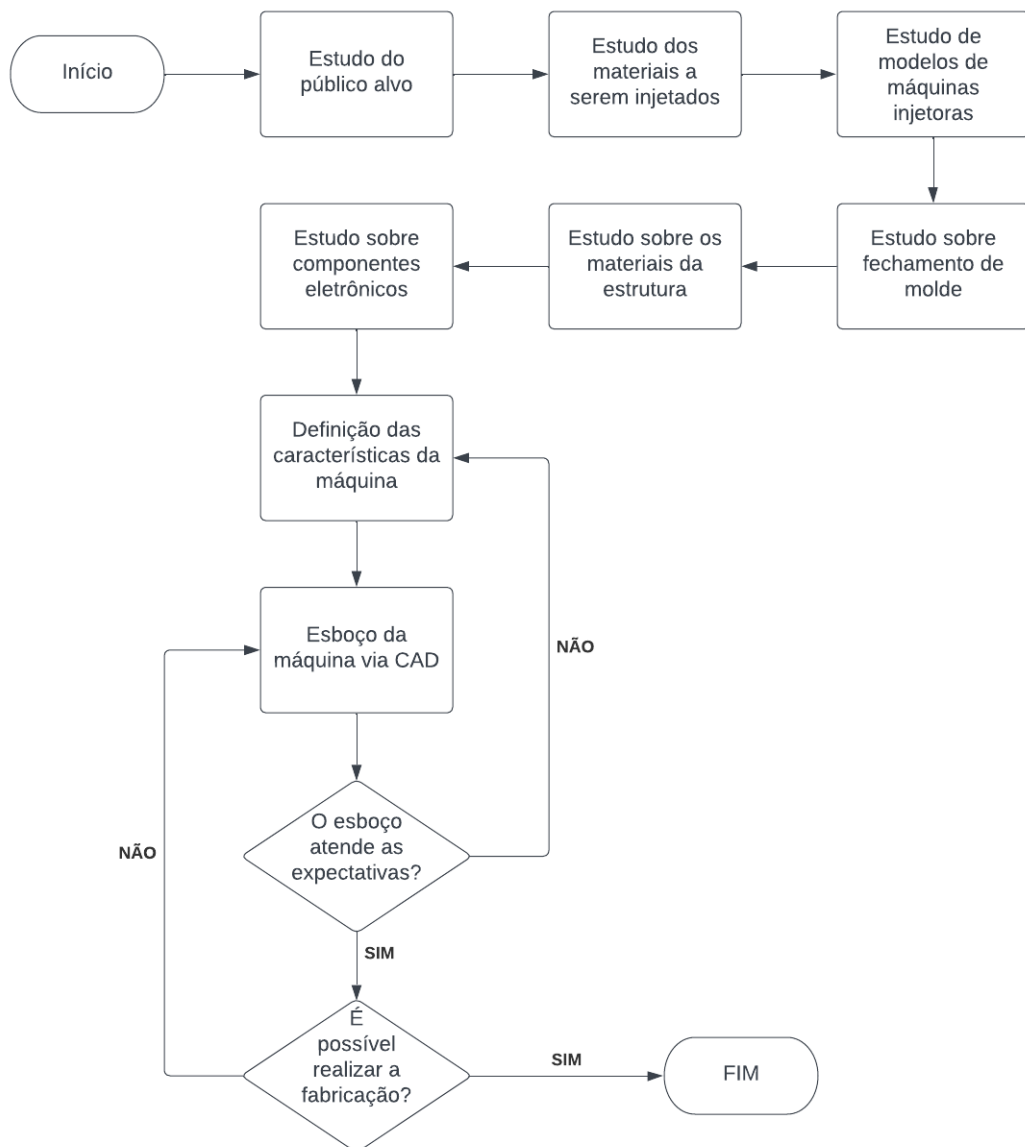 Início
Estudo do
público alvo
Estudo dos
materiais a
serem injetados
Estudo de
modelos de
máquinas
injetoras
Estudo sobre
fechamento de
molde
Estudo sobre os
materiais da
estrutura
Estudo sobre
componentes
eletrônicos
Definição das
características da
máquina
Esboço da
máquina via CAD
NÃO
O esboço
atende as
expectativas?
NÃO
SIM
É
possível
realizar a
fabricação?
SIM
FIM